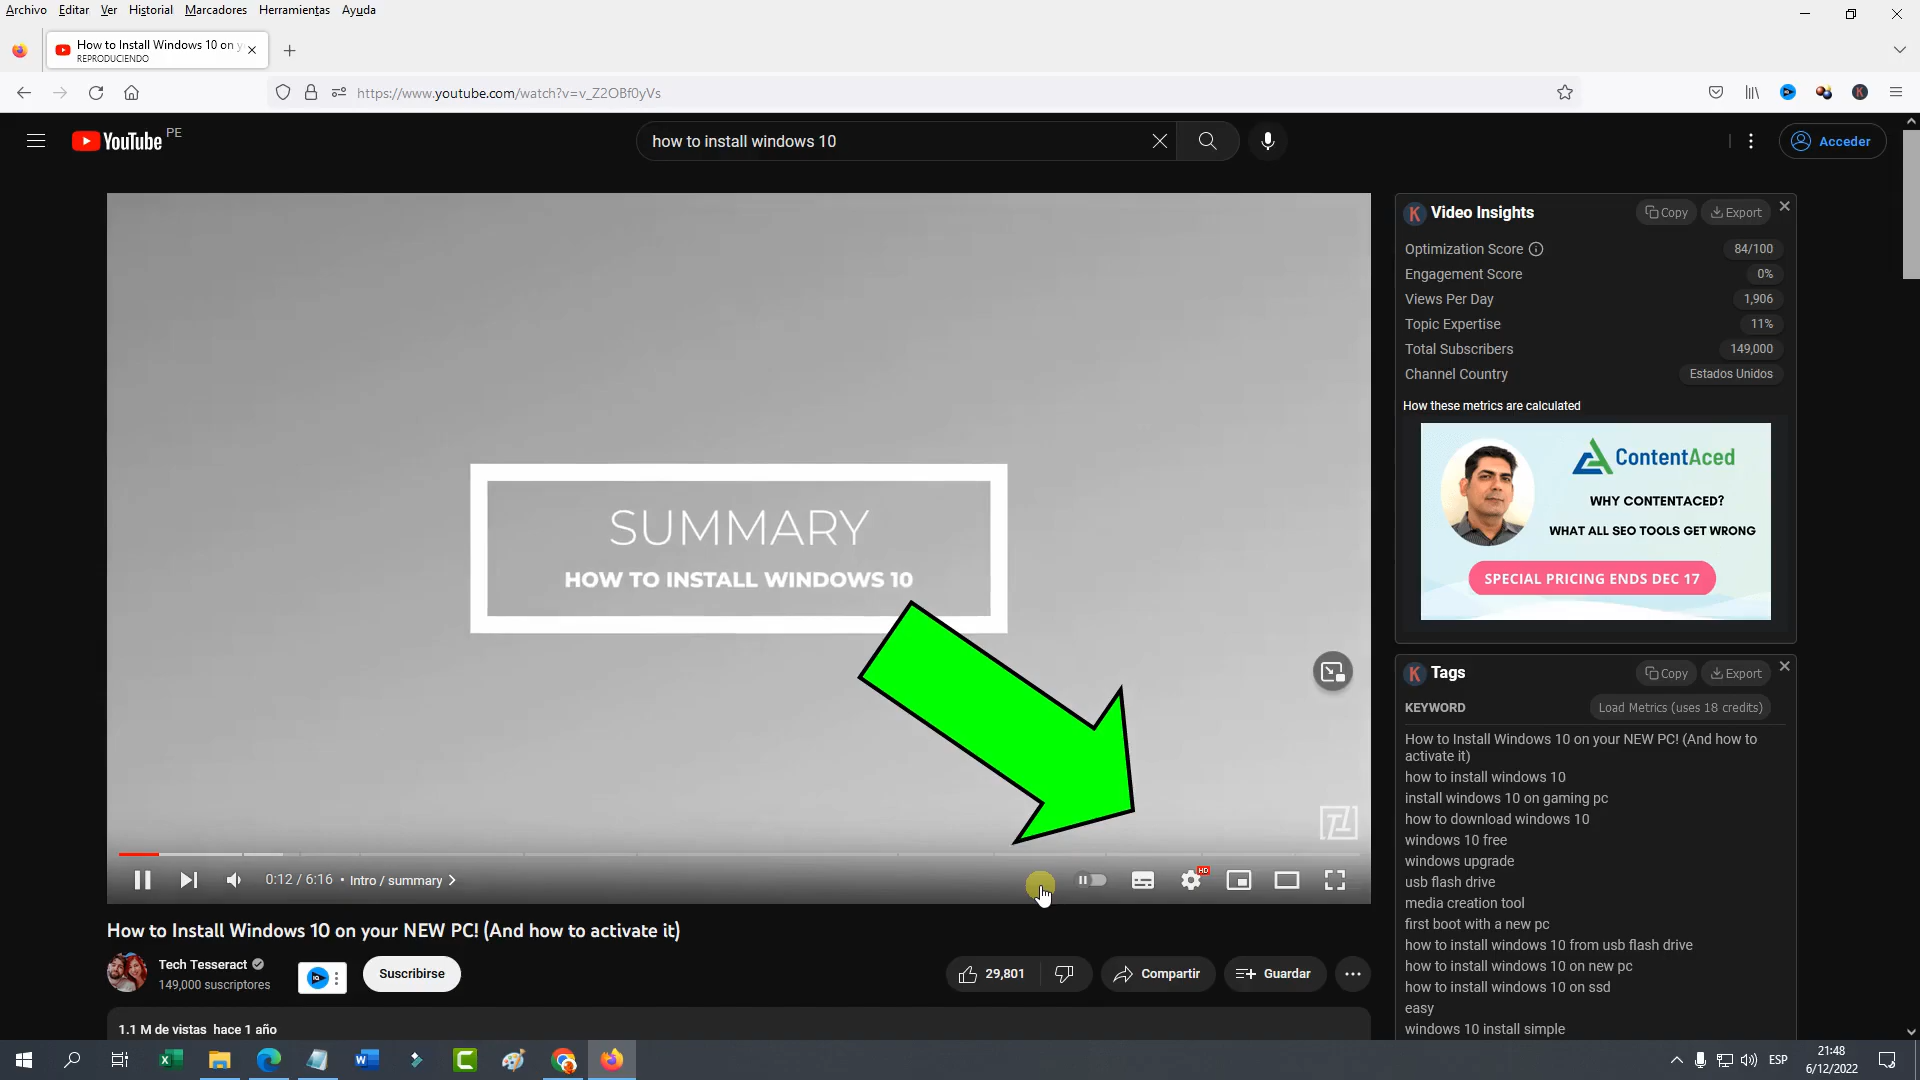 Archivo Editar Ver Historial Marcadores Herramientas Ayuda
How to Install Windows 10 on y
REPRODUCIENDO
https://www.youtube.com/watch?v=v_Z2OBf0yVs
YouTube PE
how to install windows 10
Acceder
SUMMARY
HOW TO INSTALL WINDOWS 10
0:12 / 6:16 • Intro / summary
HD
How to Install Windows 10 on your NEW PC! (And how to activate it)
Tech Tesseract
149,000 suscriptores
Suscribirse
29,801
Compartir
Guardar
1.1 M de vistas hace 1 año
K Video Insights
Copy
Export
Optimization Score 84/100
Engagement Score 0%
Views Per Day 1,906
Topic Expertise 11%
Total Subscribers 149,000
Channel Country Estados Unidos
How these metrics are calculated
ContentAced
WHY CONTENTACED?
WHAT ALL SEO TOOLS GET WRONG
SPECIAL PRICING ENDS DEC 17
K Tags
Copy
Export
KEYWORD
Load Metrics (uses 18 credits)
How to Install Windows 10 on your NEW PC! (And how to
activate it)
how to install windows 10
install windows 10 on gaming pc
how to download windows 10
windows 10 free
windows upgrade
usb flash drive
media creation tool
first boot with a new pc
how to install windows 10 from usb flash drive
how to install windows 10 on new pc
how to install windows 10 on ssd
easy
windows 10 install simple
ESP
21:48
6/12/2022